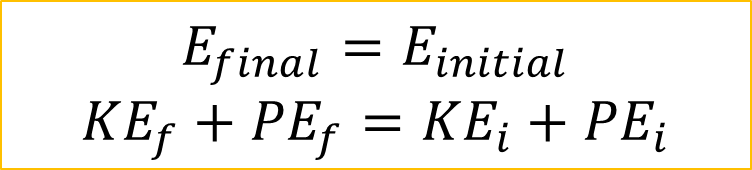 E_final = E_initial
KE_f + PE_f = KE_i + PE_i